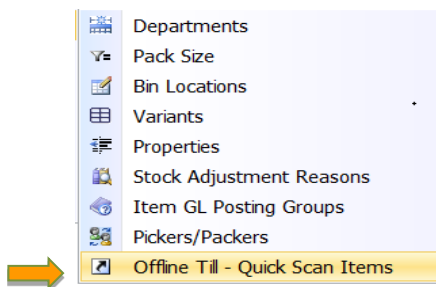 Departments
Pack Size
Bin Locations
Variants
Properties
Stock Adjustment Reasons
Item GL Posting Groups
Pickers/Packers
Offline Till - Quick Scan Items